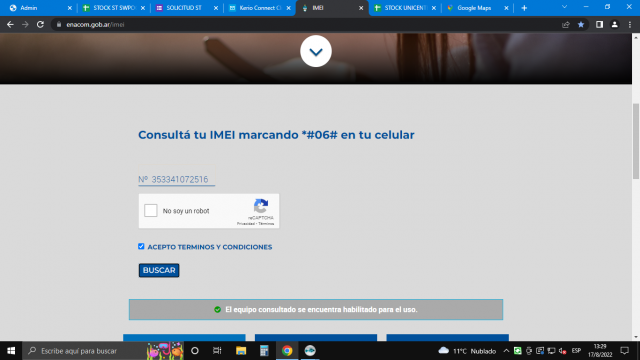 Admin
STOCK ST SWPO
SOLICITUD ST
Kerio Connect Cl
IMEI
STOCK UNICENT
Google Maps
enacom.gob.ar/imei
Consultá tu IMEI marcando *#06# en tu celular
Nº 353341072516
No soy un robot
reCAPTCHA
Privacidad - Términos
ACEPTO TERMINOS Y CONDICIONES
BUSCAR
El equipo consultado se encuentra habilitado para el uso.
Escribe aquí para buscar
11°C Nublado
ESP
13:29
17/8/2022